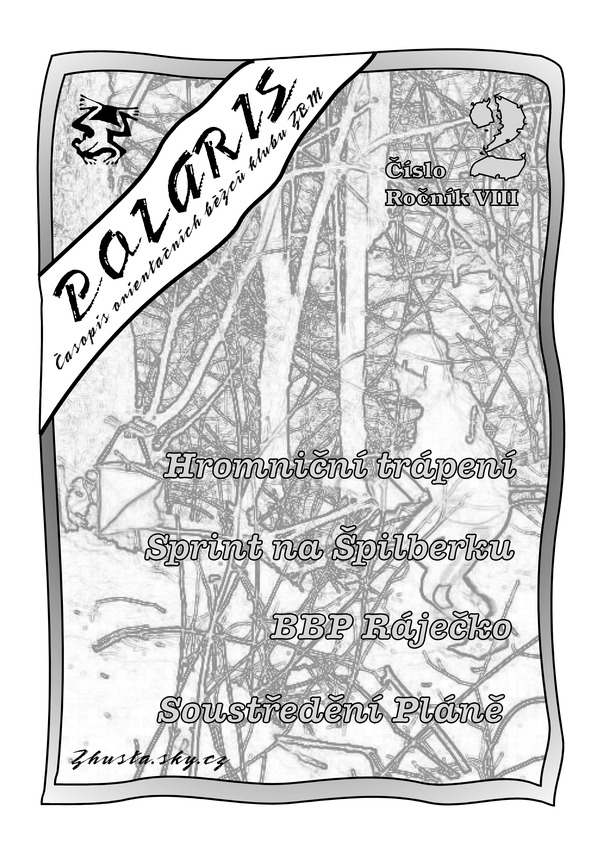 POLARIS
Časopis orientačních běžců klubu ZBM
Číslo 2
Ročník VIII
Hromniční trápení
Sprint na Špilberku
BBP Ráječko
Soustředění Pláně
Zhusta.sky.cz